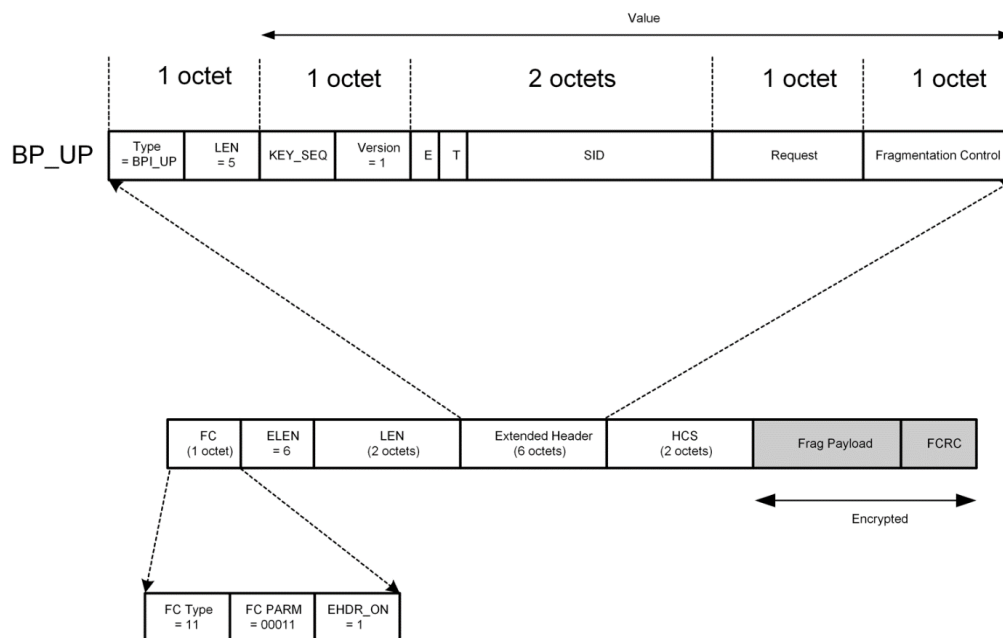 Value
1 octet
1 octet
2 octets
1 octet
1 octet
BP_UP
Type
= BPI_UP
LEN
= 5
KEY_SEQ
Version
= 1
E
T
SID
Request
Fragmentation Control
FC
(1 octet)
ELEN
= 6
LEN
(2 octets)
Extended Header
(6 octets)
HCS
(2 octets)
Frag Payload
FCRC
Encrypted
FC Type
= 11
FC PARM
= 00011
EHDR_ON
= 1